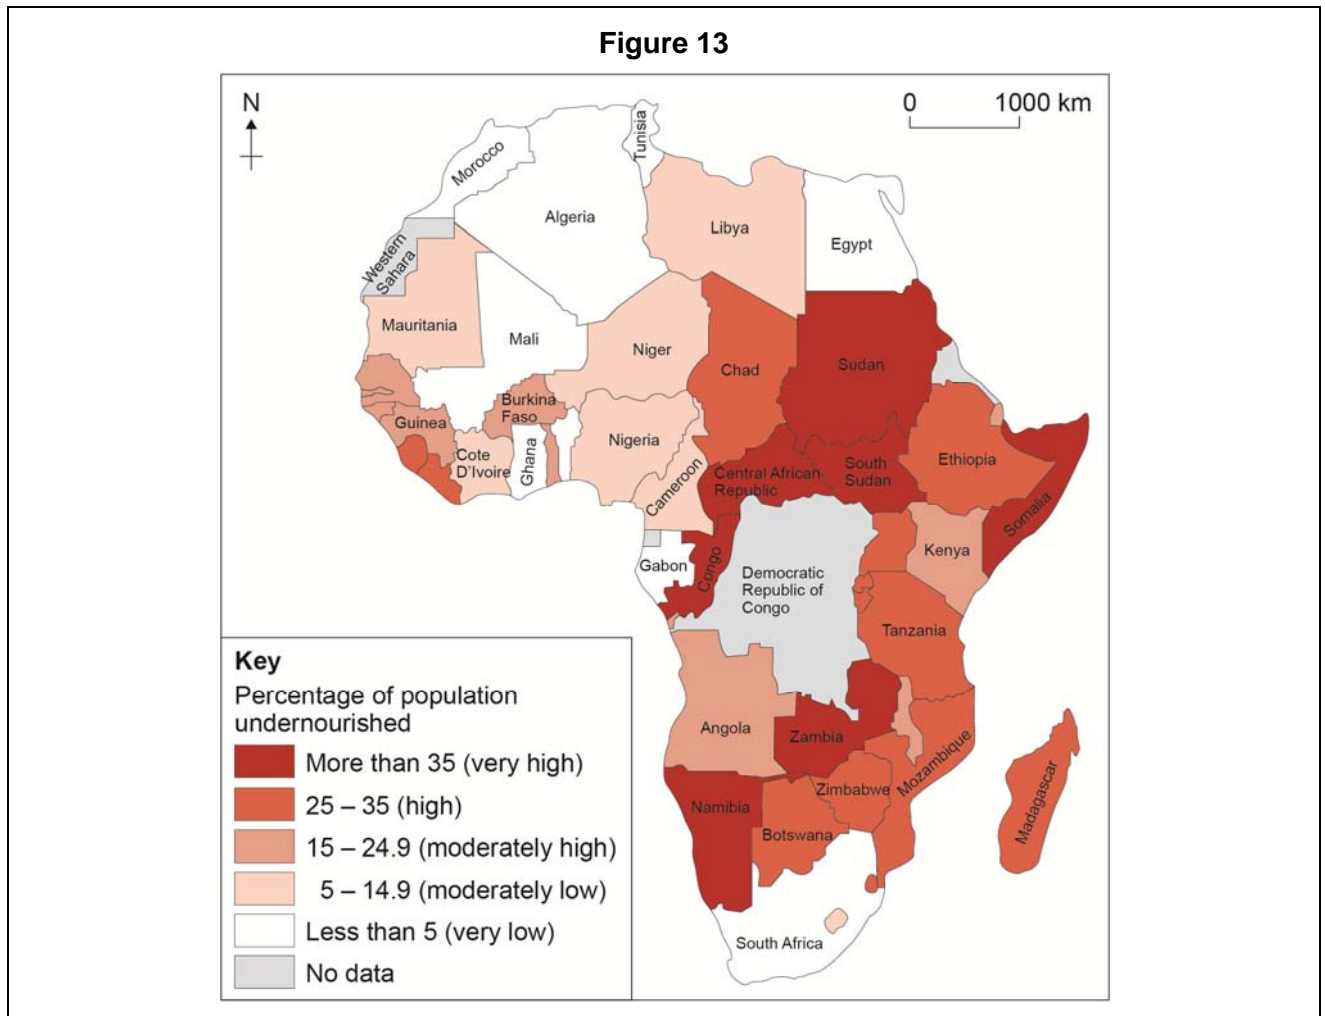 Figure 13
N
0 1000 km
Tunisia
Morocco
Algeria
Libya
Egypt
Western
Sahara
Mauritania
Mali
Niger
Chad
Sudan
Burkina
Faso
Guinea
Cote
D'Ivoire
Ghana
Nigeria
Cameroon
Central African
Republic
South
Sudan
Ethiopia
Somalia
Kenya
Gabon
Congo
Democratic
Republic of
Congo
Tanzania
Angola
Zambia
Mozambique
Zimbabwe
Namibia
Botswana
Madagascar
South Africa
Key
Percentage of population
undernourished
More than 35 (very high)
25 – 35 (high)
15 – 24.9 (moderately high)
5 – 14.9 (moderately low)
Less than 5 (very low)
No data